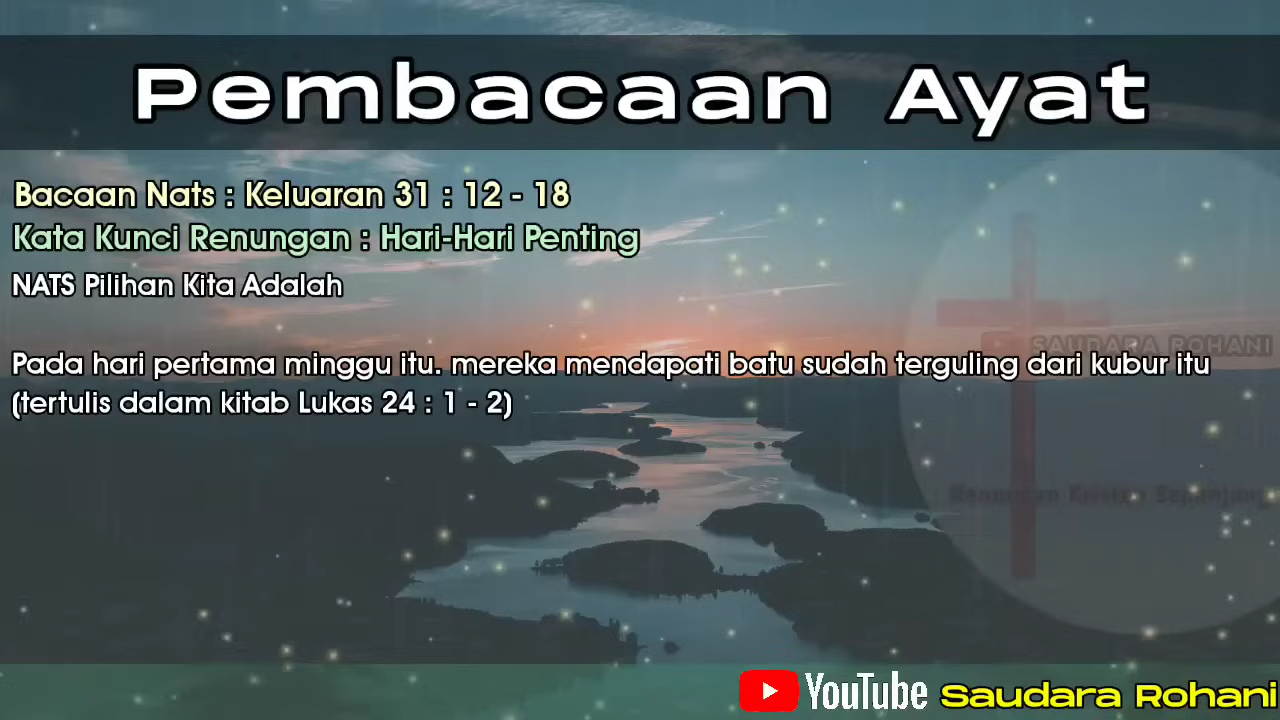 Pembacaan Ayat
Bacaan Nats : Keluaran 31 : 12 - 18
Kata Kunci Renungan : Hari-Hari Penting
NATS Pilihan Kita Adalah
Pada hari pertama minggu itu. mereka mendapati batu sudah terguling dari kubur itu
(tertulis dalam kitab Lukas 24 : 1 - 2)
SAUDARA ROHANI
Renungan Kristen
YouTube Saudara Rohani